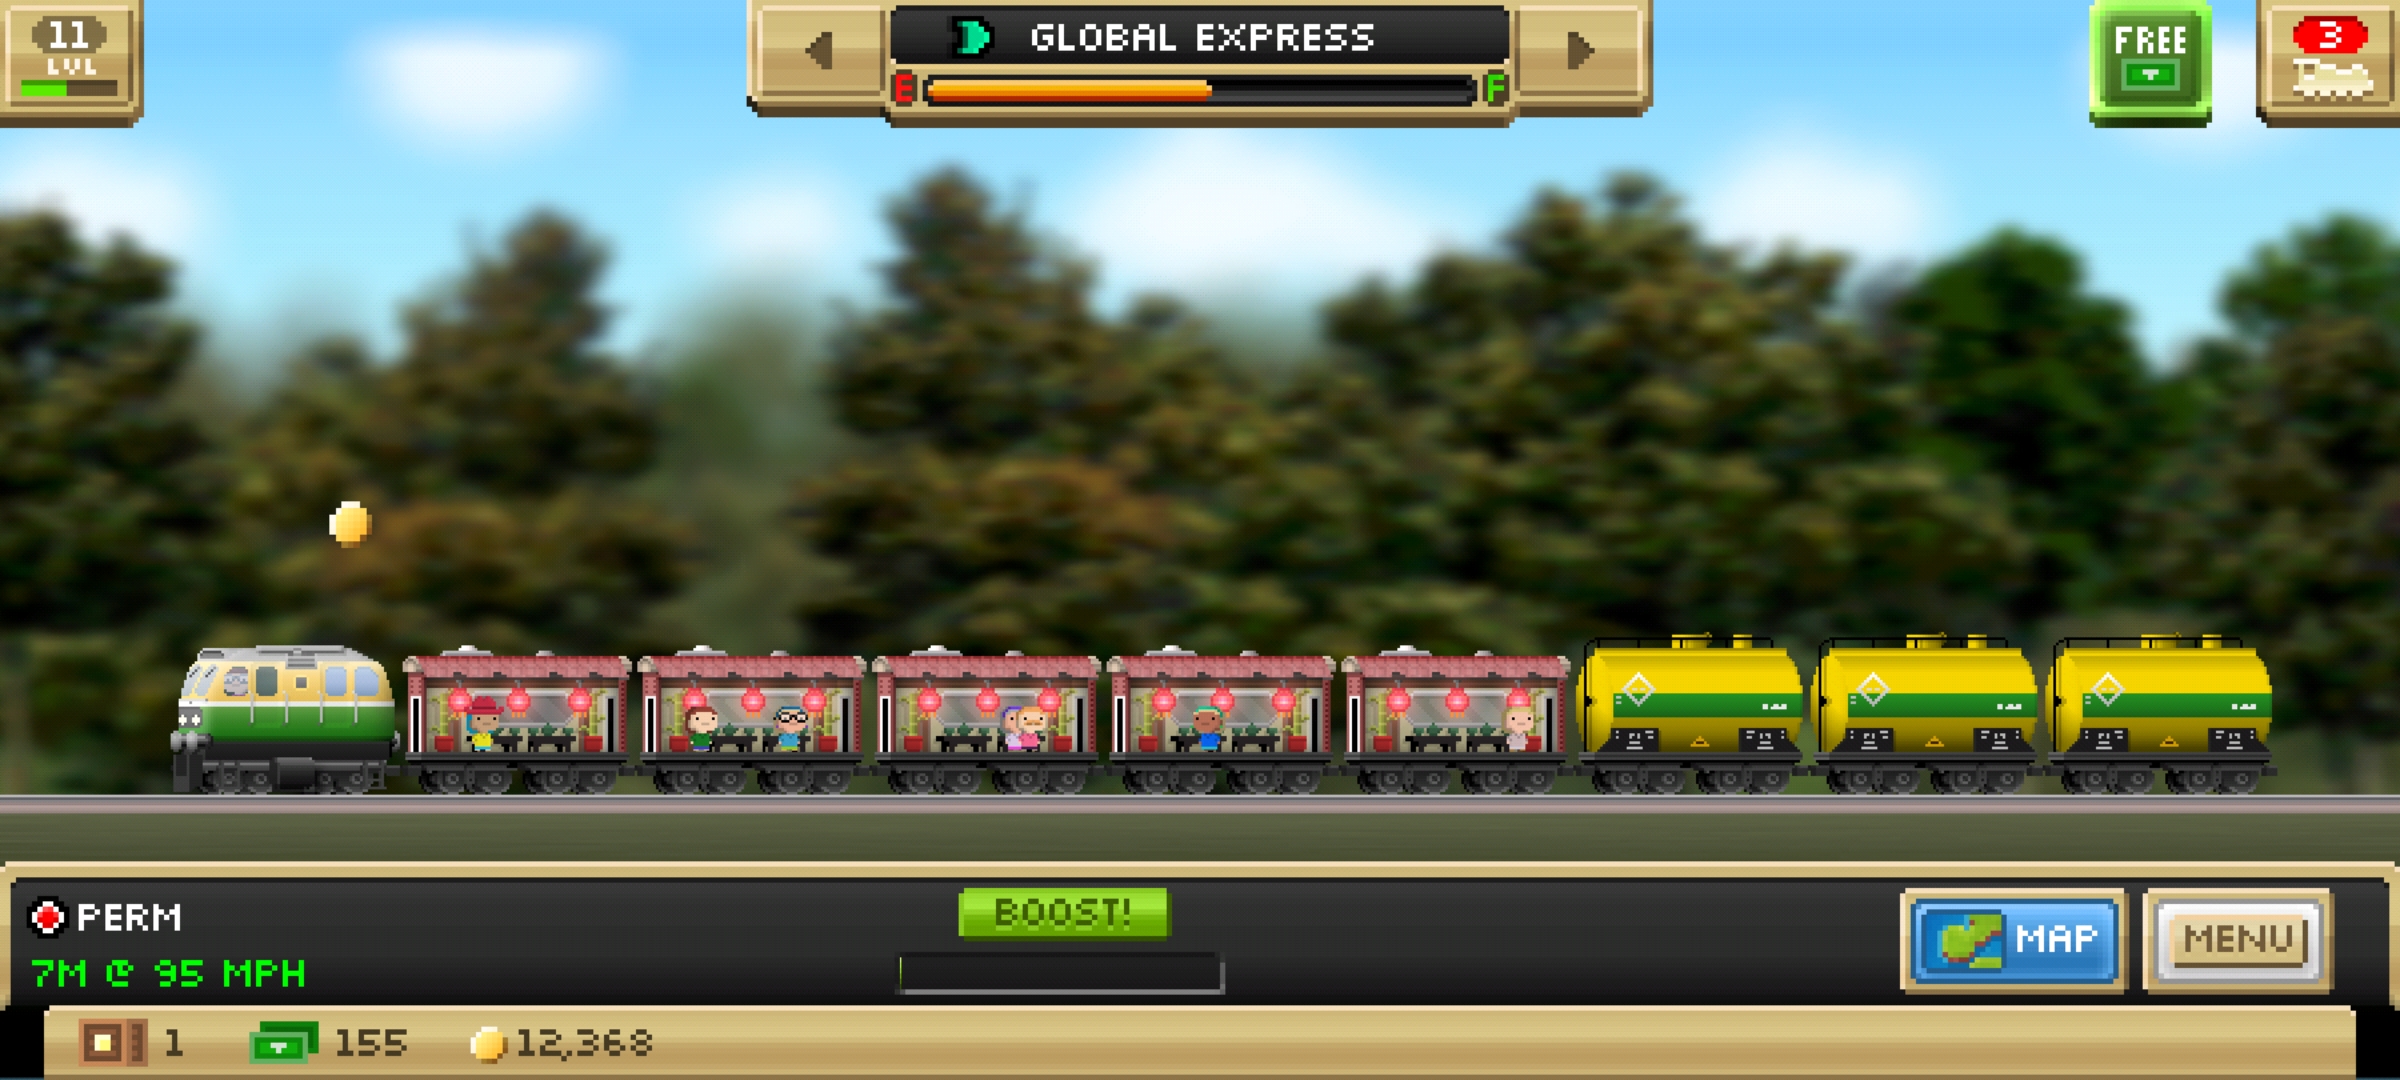 11
LVL
GLOBAL EXPRESS
E
F
FREE
3
PERM
7M @ 95 MPH
BOOST!
MAP
MENU
1
155
12,368